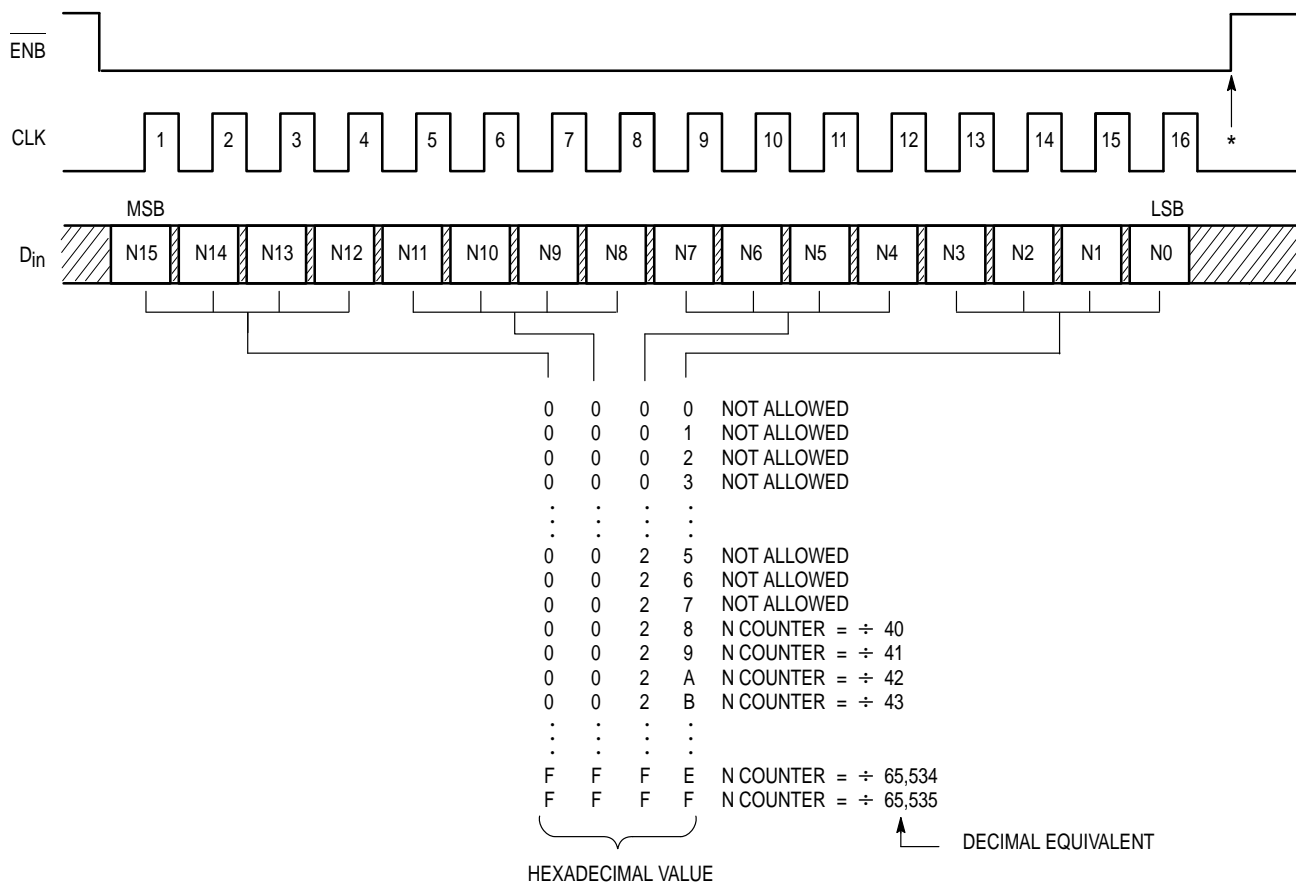 ENB
CLK 1 2 3 4 5 6 7 8 9 10 11 12 13 14 15 16 *
MSB LSB
Din N15 N14 N13 N12 N11 N10 N9 N8 N7 N6 N5 N4 N3 N2 N1 N0
0 0 0 0 NOT ALLOWED
0 0 0 1 NOT ALLOWED
0 0 0 2 NOT ALLOWED
0 0 0 3 NOT ALLOWED
0 0 2 5 NOT ALLOWED
0 0 2 6 NOT ALLOWED
0 0 2 7 NOT ALLOWED
0 0 2 8 N COUNTER = ÷ 40
0 0 2 9 N COUNTER = ÷ 41
0 0 2 A N COUNTER = ÷ 42
0 0 2 B N COUNTER = ÷ 43
F F F E N COUNTER = ÷ 65,534
F F F F N COUNTER = ÷ 65,535
DECIMAL EQUIVALENT
HEXADECIMAL VALUE